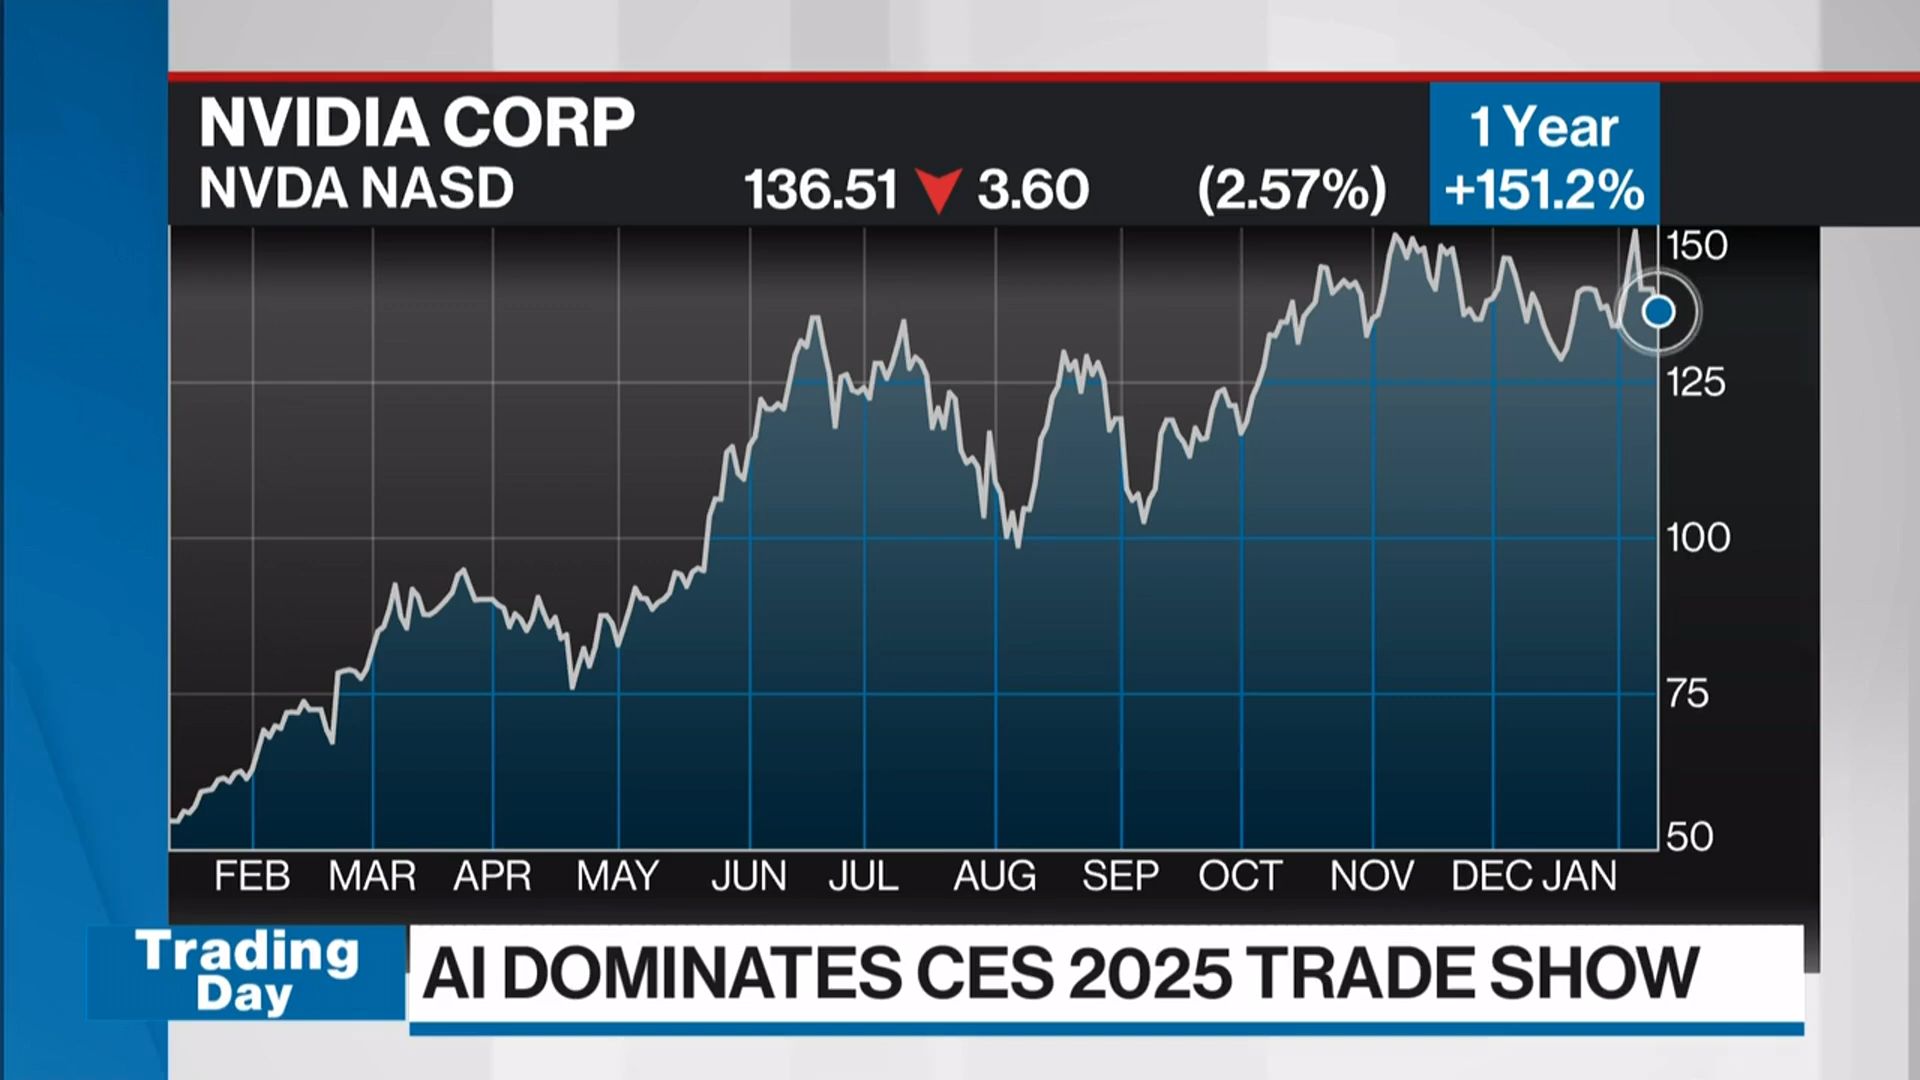 NVIDIA CORP
NVDA NASD 136.51 3.60 (2.57%)
1 Year
+151.2%
150
125
100
75
50
FEB MAR APR MAY JUN JUL AUG SEP OCT NOV DEC JAN
Trading
Day
AI DOMINATES CES 2025 TRADE SHOW